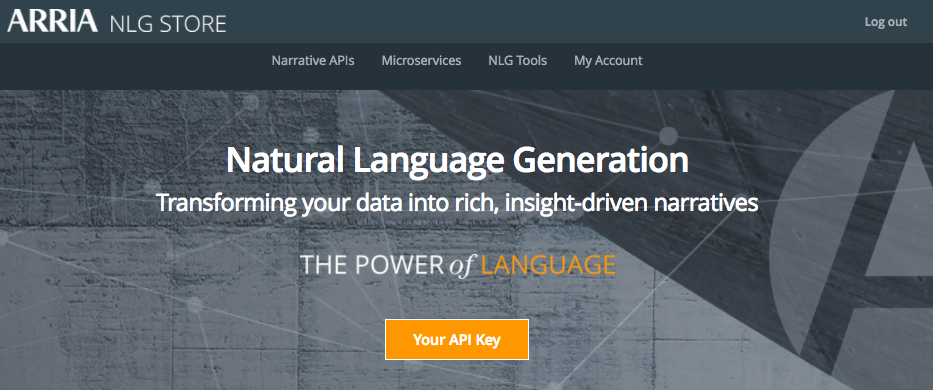 ARRIA NLG STORE
Log out
Narrative APIs Microservices NLG Tools My Account
Natural Language Generation
Transforming your data into rich, insight-driven narratives
THE POWER of LANGUAGE
Your API Key